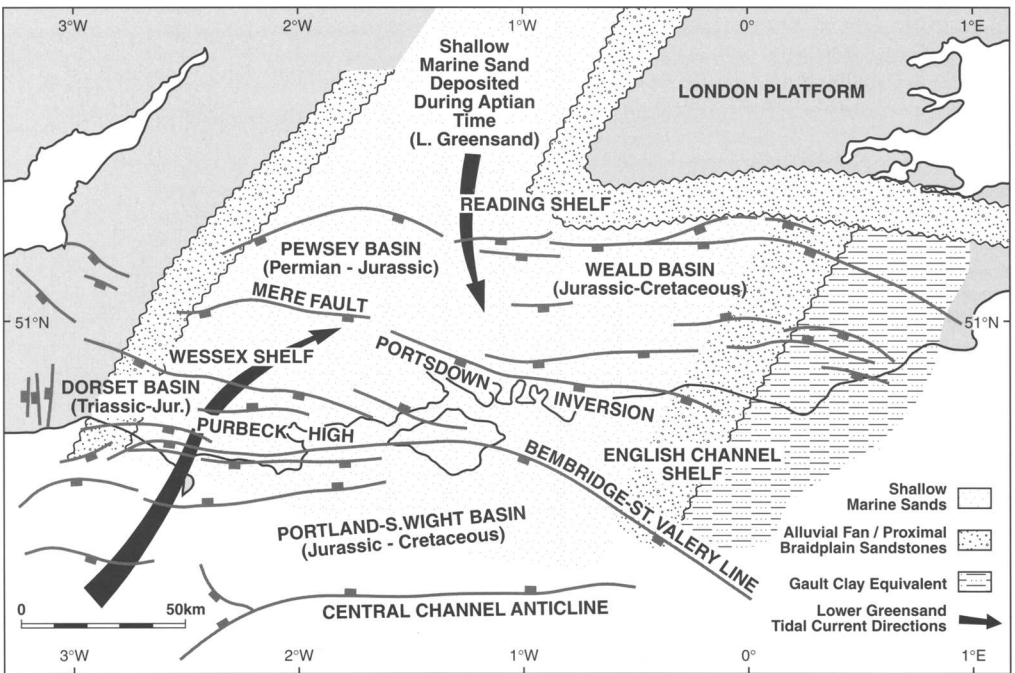 3°W
2°W
1°W
0°
1°E
Shallow
Marine Sand
Deposited
During Aptian
Time
(L. Greensand)
LONDON PLATFORM
READING SHELF
PEWSEY BASIN
(Permian - Jurassic)
WEALD BASIN
(Jurassic-Cretaceous)
MERE FAULT
51°N
51°N
WESSEX SHELF
PORTSDOWN INVERSION
DORSET BASIN
(Triassic-Jur.)
PURBECK HIGH
BEMBRIDGE-ST. VALERY LINE
ENGLISH CHANNEL
SHELF
PORTLAND-S.WIGHT BASIN
(Jurassic - Cretaceous)
CENTRAL CHANNEL ANTICLINE
Shallow
Marine Sands
Alluvial Fan / Proximal
Braidplain Sandstones
Gault Clay Equivalent
Lower Greensand
Tidal Current Directions
0
50km
3°W
2°W
1°W
0°
1°E